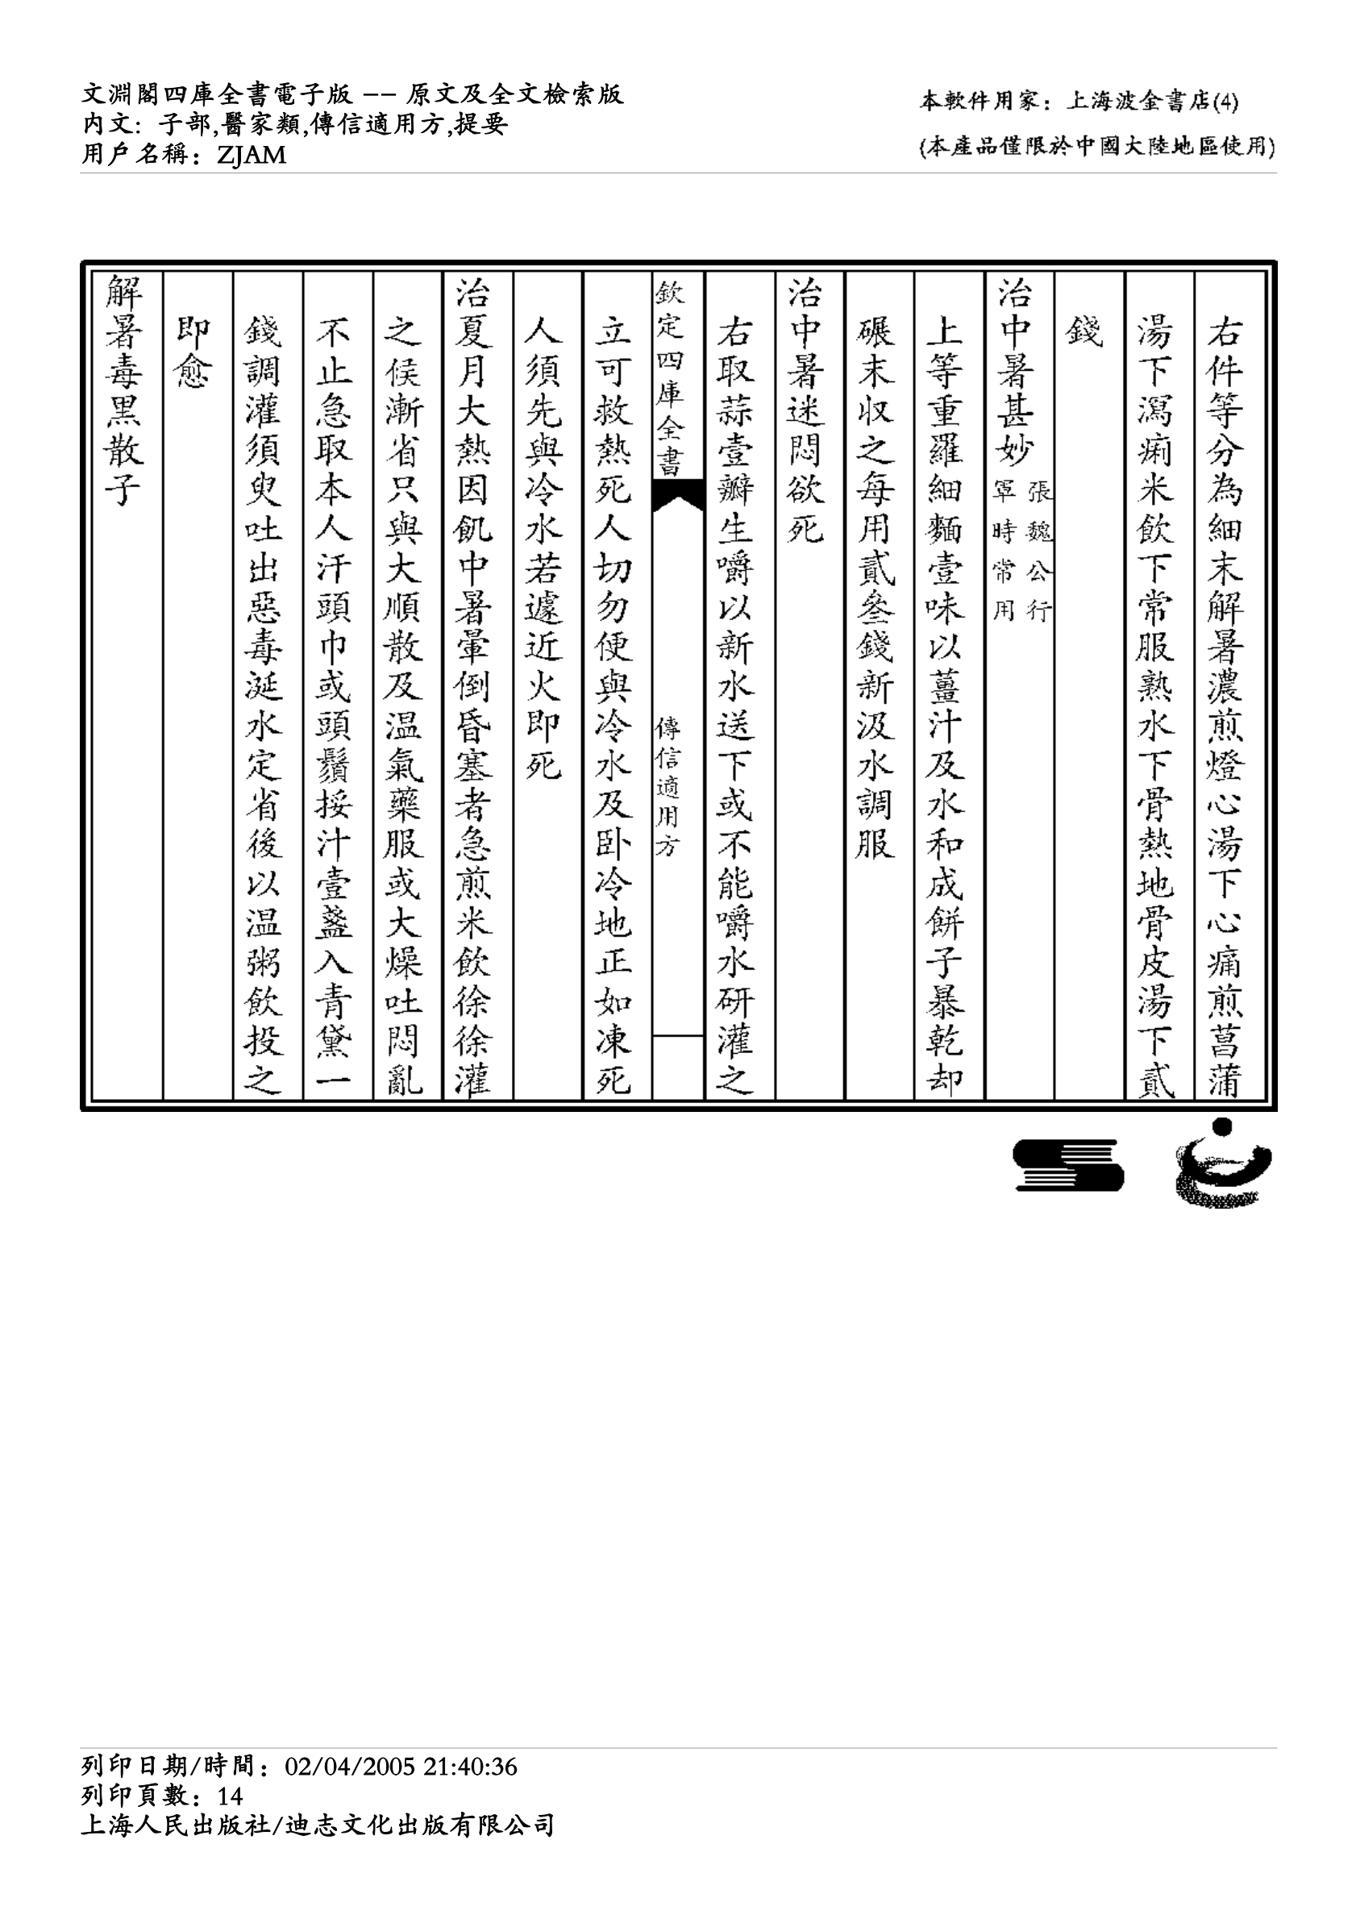 文淵閣四庫全書電子版 -- 原文及全文檢索版
内文：子部,醫家類,傳信適用方,提要
用戶名稱：ZJAM
本軟件用家：上海波金書店(4)
(本產品僅限於中國大陸地區使用)
右件等分為細末解暑濃煎燈心湯下心痛煎菖蒲
湯下瀉痢米飲下常服熟水下骨熱地骨皮湯下貳
錢
治中暑甚妙張魏公行軍時常用
上等重羅細麵壹味以薑汁及水和成餅子暴乾却
碾末収之每用貳叄錢新汲水調服
治中暑迷悶欲死
右取蒜壹瓣生嚼以新水送下或不能嚼水研灌之
欽定四庫全書
傳信適用方
立可救熱死人切勿便與冷水及卧冷地正如凍死
人須先與冷水若遽近火即死
治夏月大熱因飢中暑暈倒昏塞者急煎米飲徐徐灌
之候漸省只與大順散及温氣藥服或大燥吐悶亂
不止急取本人汗頭巾或頭鬚挼汁壹盞入青黛一
錢調灌須臾吐出惡毒涎水定省後以温粥飲投之
即愈
解暑毒黑散子
列印日期/時間：02/04/2005 21:40:36
列印頁數：14
上海人民出版社/迪志文化出版有限公司